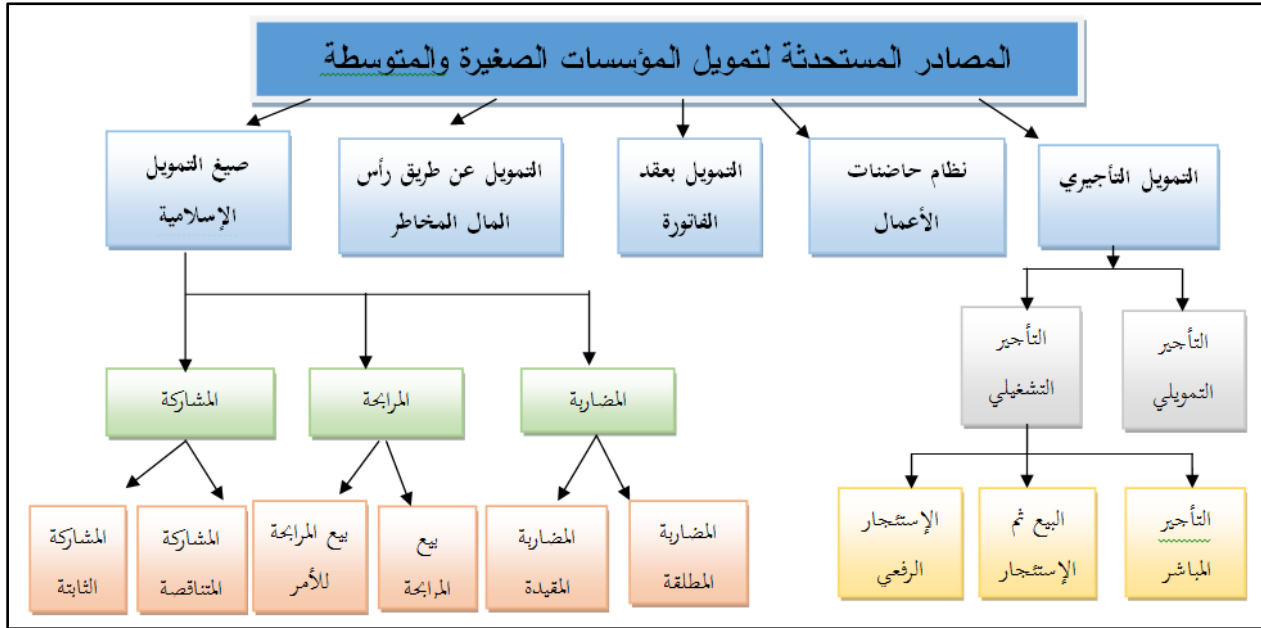 المصادر المستحدثة لتمويل المؤسسات الصغيرة والمتوسطة
التمويل التأجيري
نظام حاضنات
الأعمال
التمويل بعقد
الفاتورة
التمويل عن طريق رأس
المال المخاطر
صيغ التمويل
الإسلامية
التأجير
التمويلي
التأجير
التشغيلي
المضاربة
المرابحة
المشاركة
التأجير
المباشر
البيع ثم
الإستئجار
الإستئجار
الرفعي
المضاربة
المطلقة
المضاربة
المقيدة
بيع
المرابحة
بيع المرابحة
للأمر
المشاركة
المتناقصة
المشاركة
الثابتة